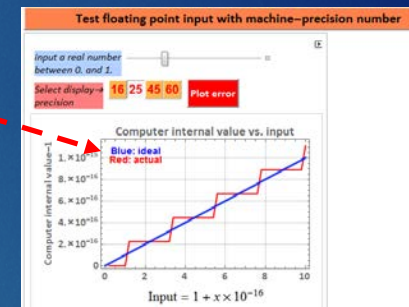 Test floating point input with machine−precision number
Input a real number
between 0. and 1.
Select display→
precision
16 25 45 60
Plot error
Computer internal value vs. input
Blue: ideal
Red: actual
Computer internal value−1
1.×10⁻¹⁵
8.×10⁻¹⁶
6.×10⁻¹⁶
4.×10⁻¹⁶
2.×10⁻¹⁶
0
0 2 4 6 8 10
Input = 1 + x×10⁻¹⁶